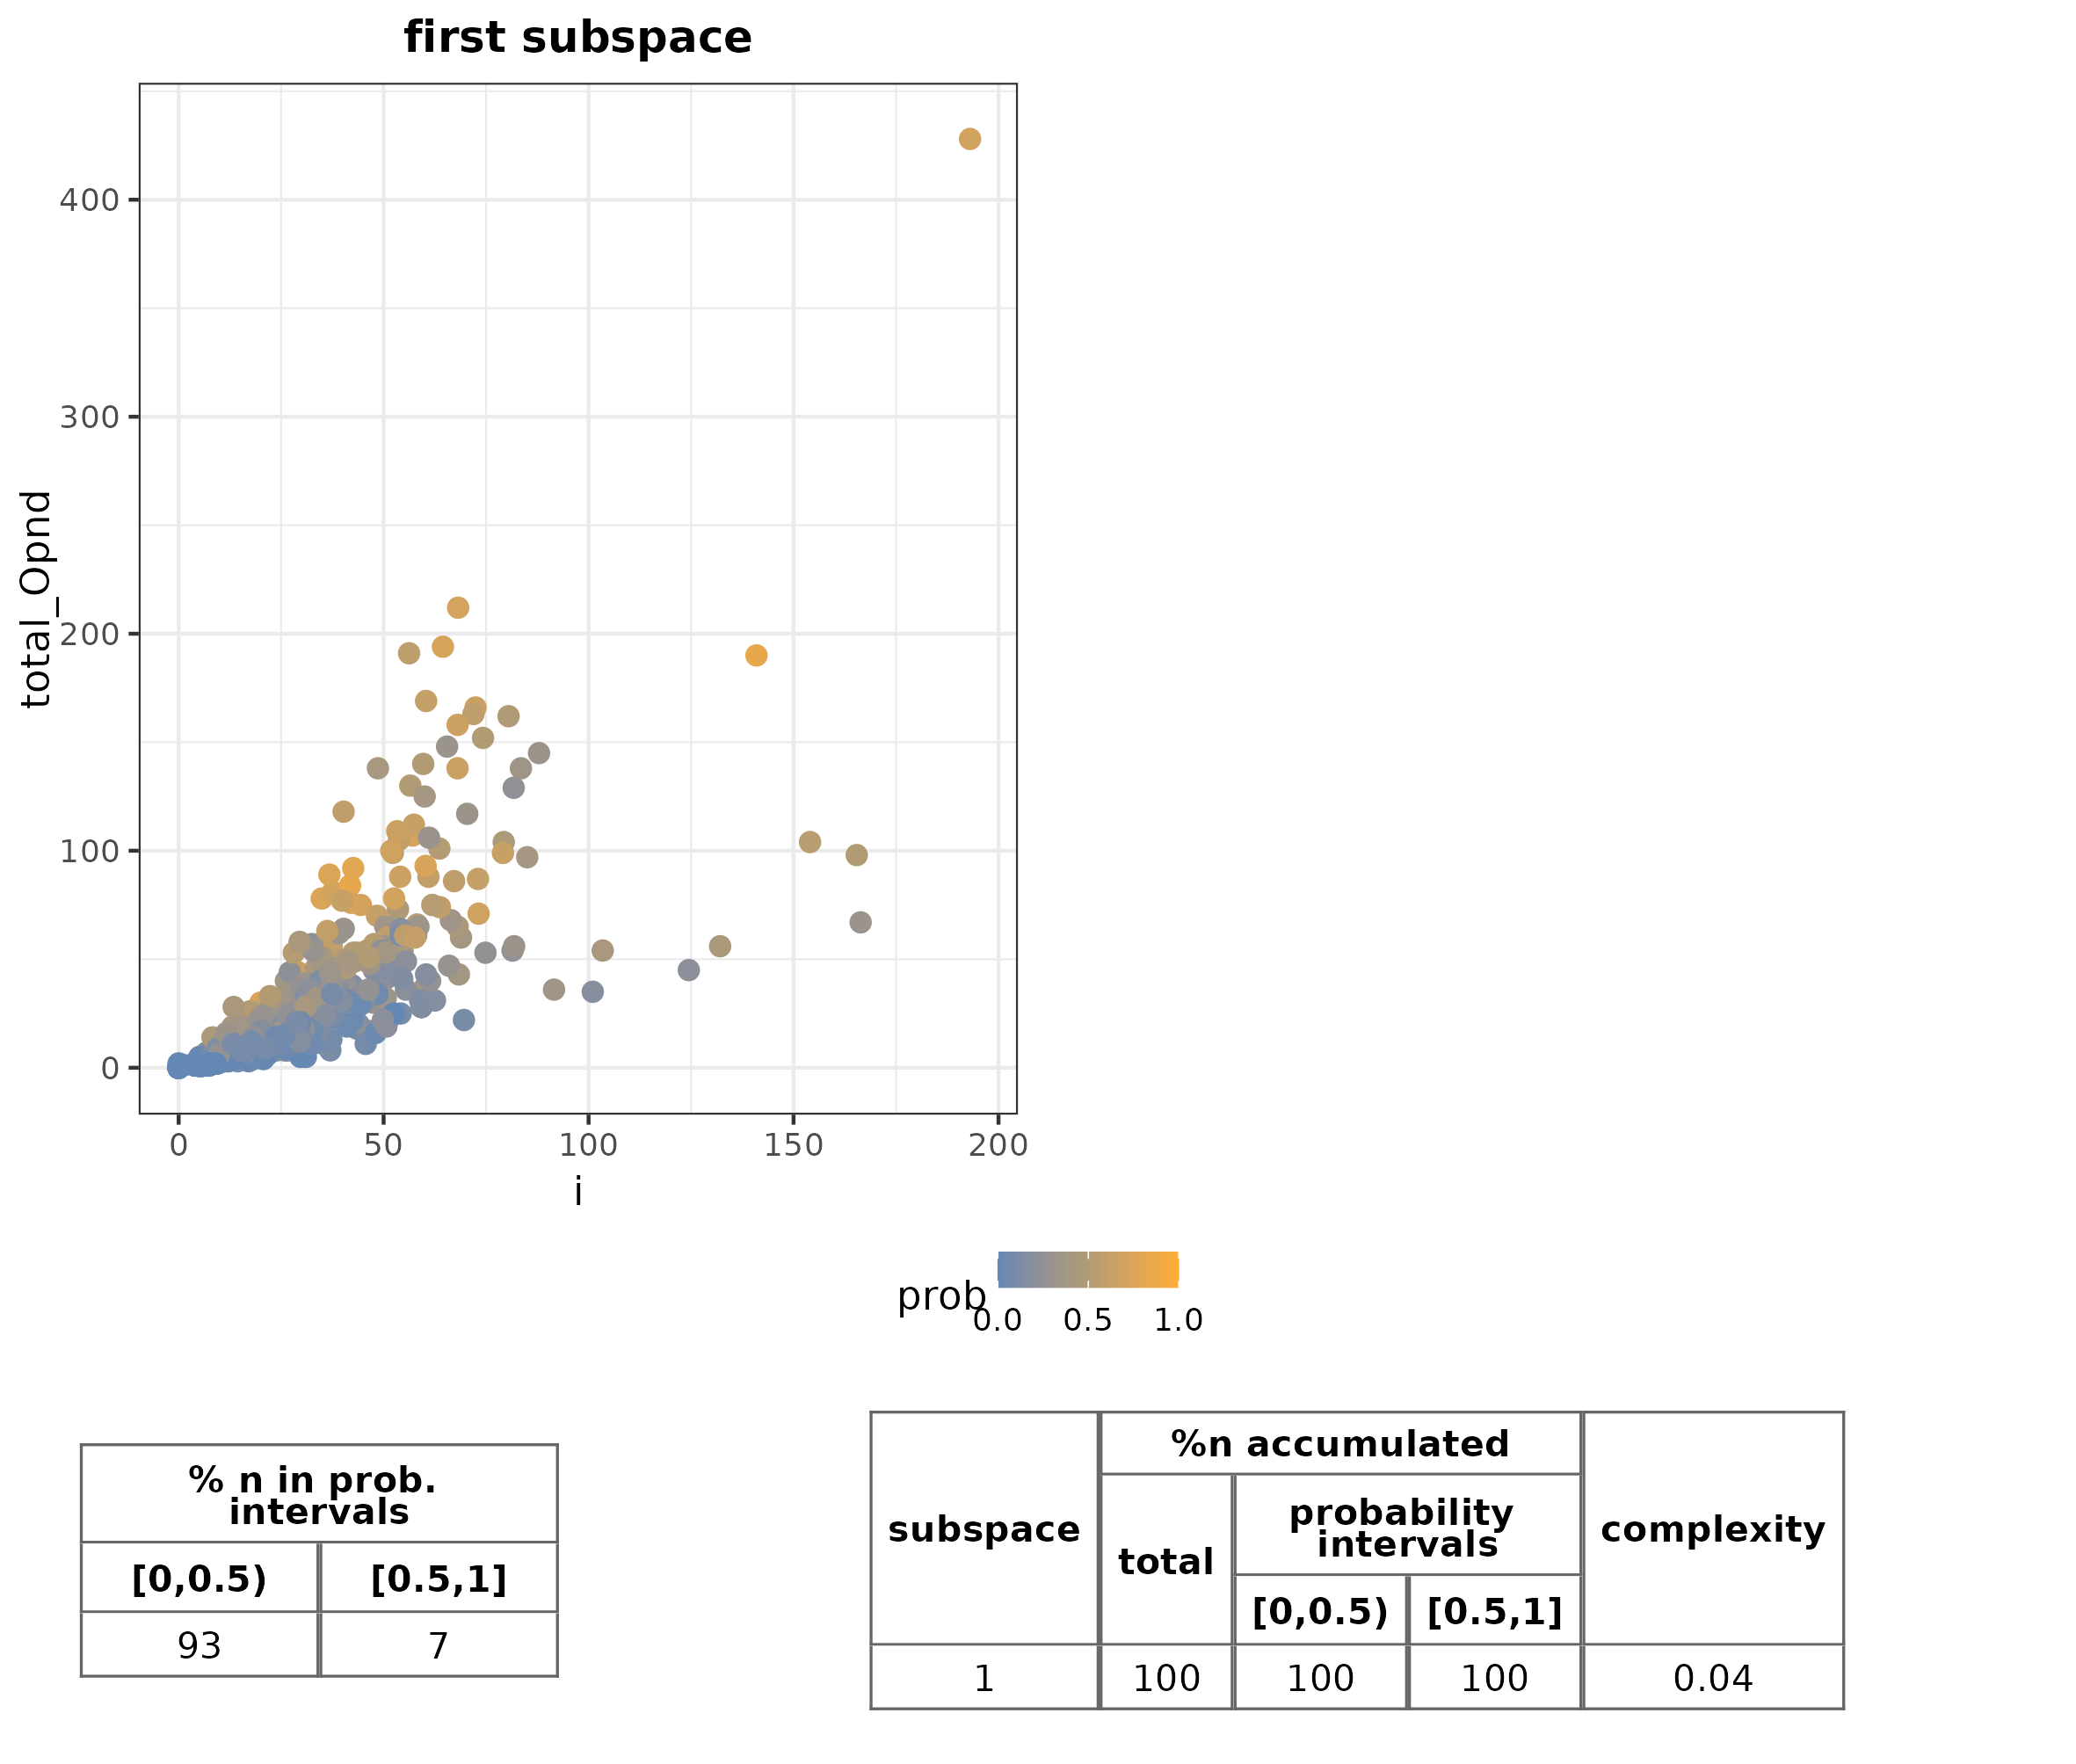 first subspace
total_Opnd
400
300
200
100
0
0 50 100 150 200
i
prob
0.0 0.5 1.0
% n in prob.
intervals
[0,0.5) [0.5,1]
93 7
subspace %n accumulated complexity
total probability
intervals
[0,0.5) [0.5,1]
1 100 100 100 0.04